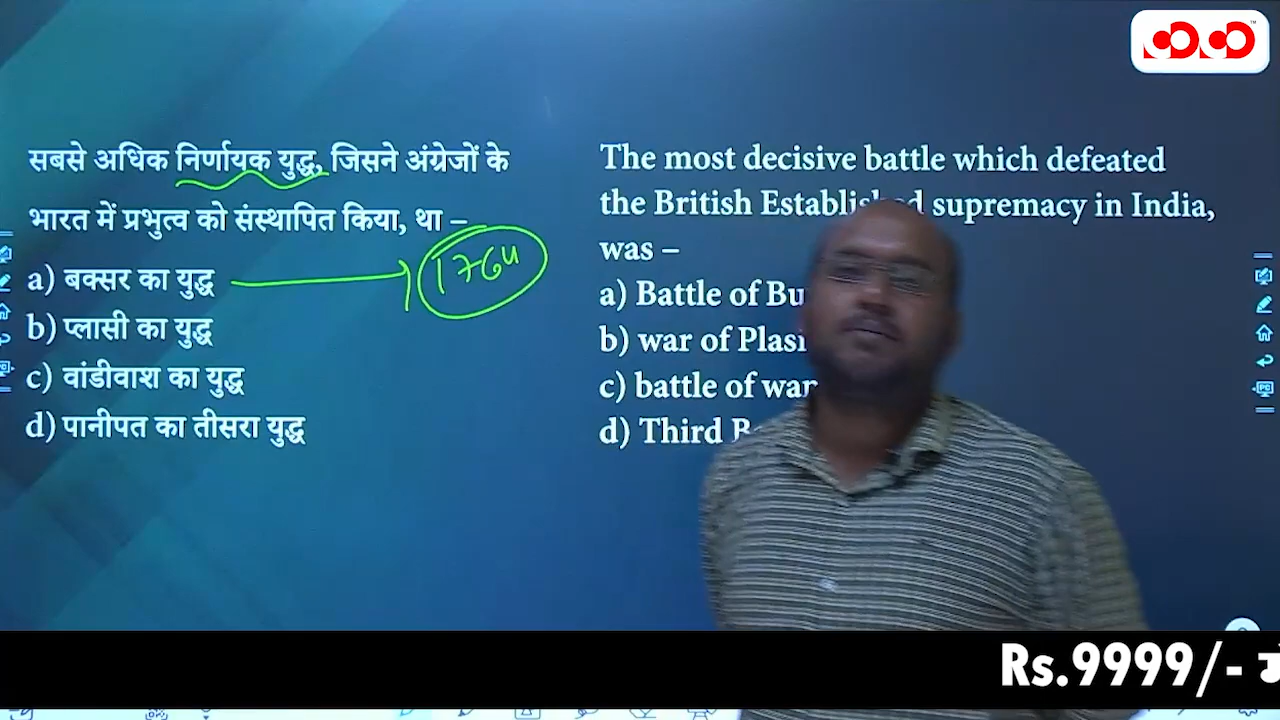 सबसे अधिक निर्णायक युद्ध, जिसने अंग्रेजों के
भारत में प्रभुत्व को संस्थापित किया, था –
a) बक्सर का युद्ध
1764
b) प्लासी का युद्ध
c) वांडीवाश का युद्ध
d) पानीपत का तीसरा युद्ध
The most decisive battle which defeated
the British Established supremacy in India,
was –
a) Battle of
b) war of
c) battle of
d) Third
Rs.9999/-